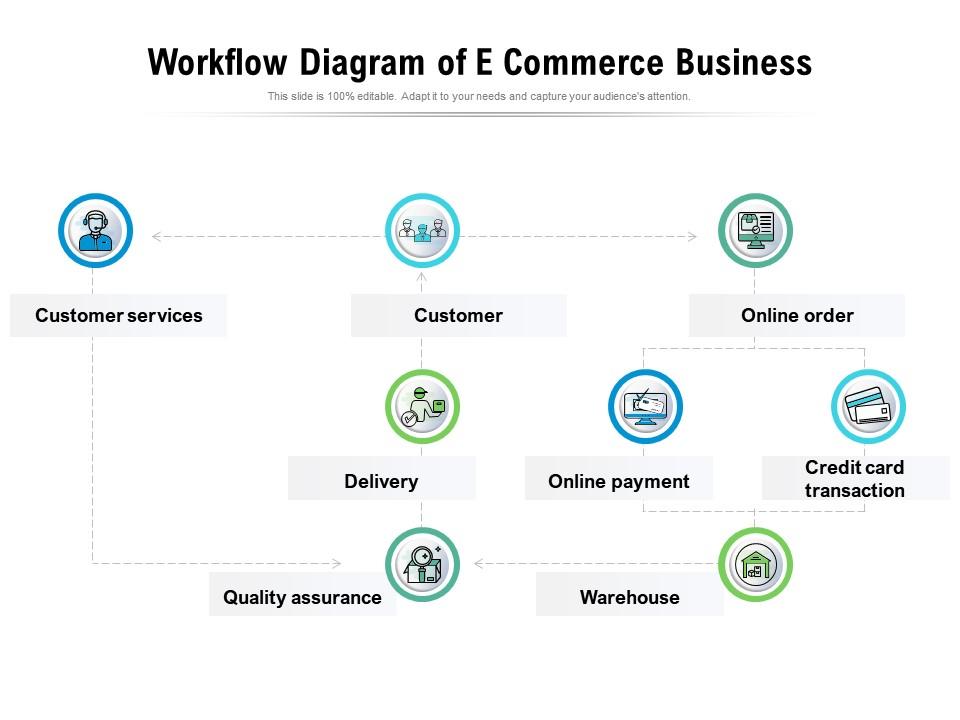 Workflow Diagram of E Commerce Business
This slide is 100% editable. Adapt it to your needs and capture your audience's attention.
Customer services
Customer
Online order
Delivery
Online payment
Credit card
transaction
Quality assurance
Warehouse